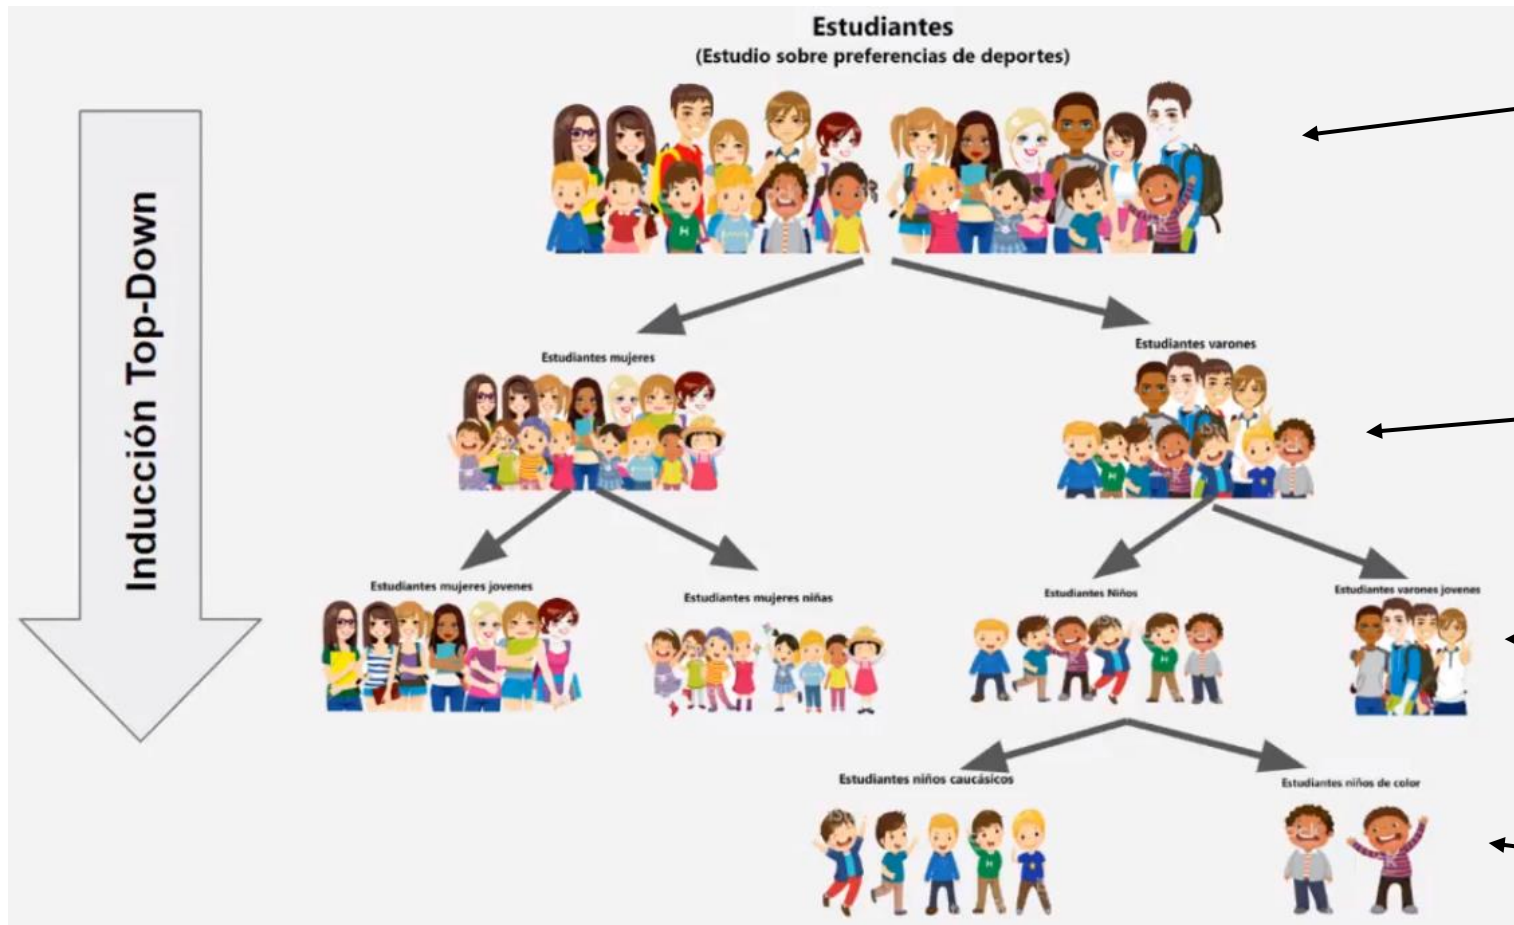 Estudiantes
(Estudio sobre preferencias de deportes)
Inducción Top-Down
Estudiantes mujeres
Estudiantes varones
Estudiantes mujeres jovenes
Estudiantes mujeres niñas
Estudiantes Niños
Estudiantes varones jovenes
Estudiantes niños caucásicos
Estudiantes niños de color